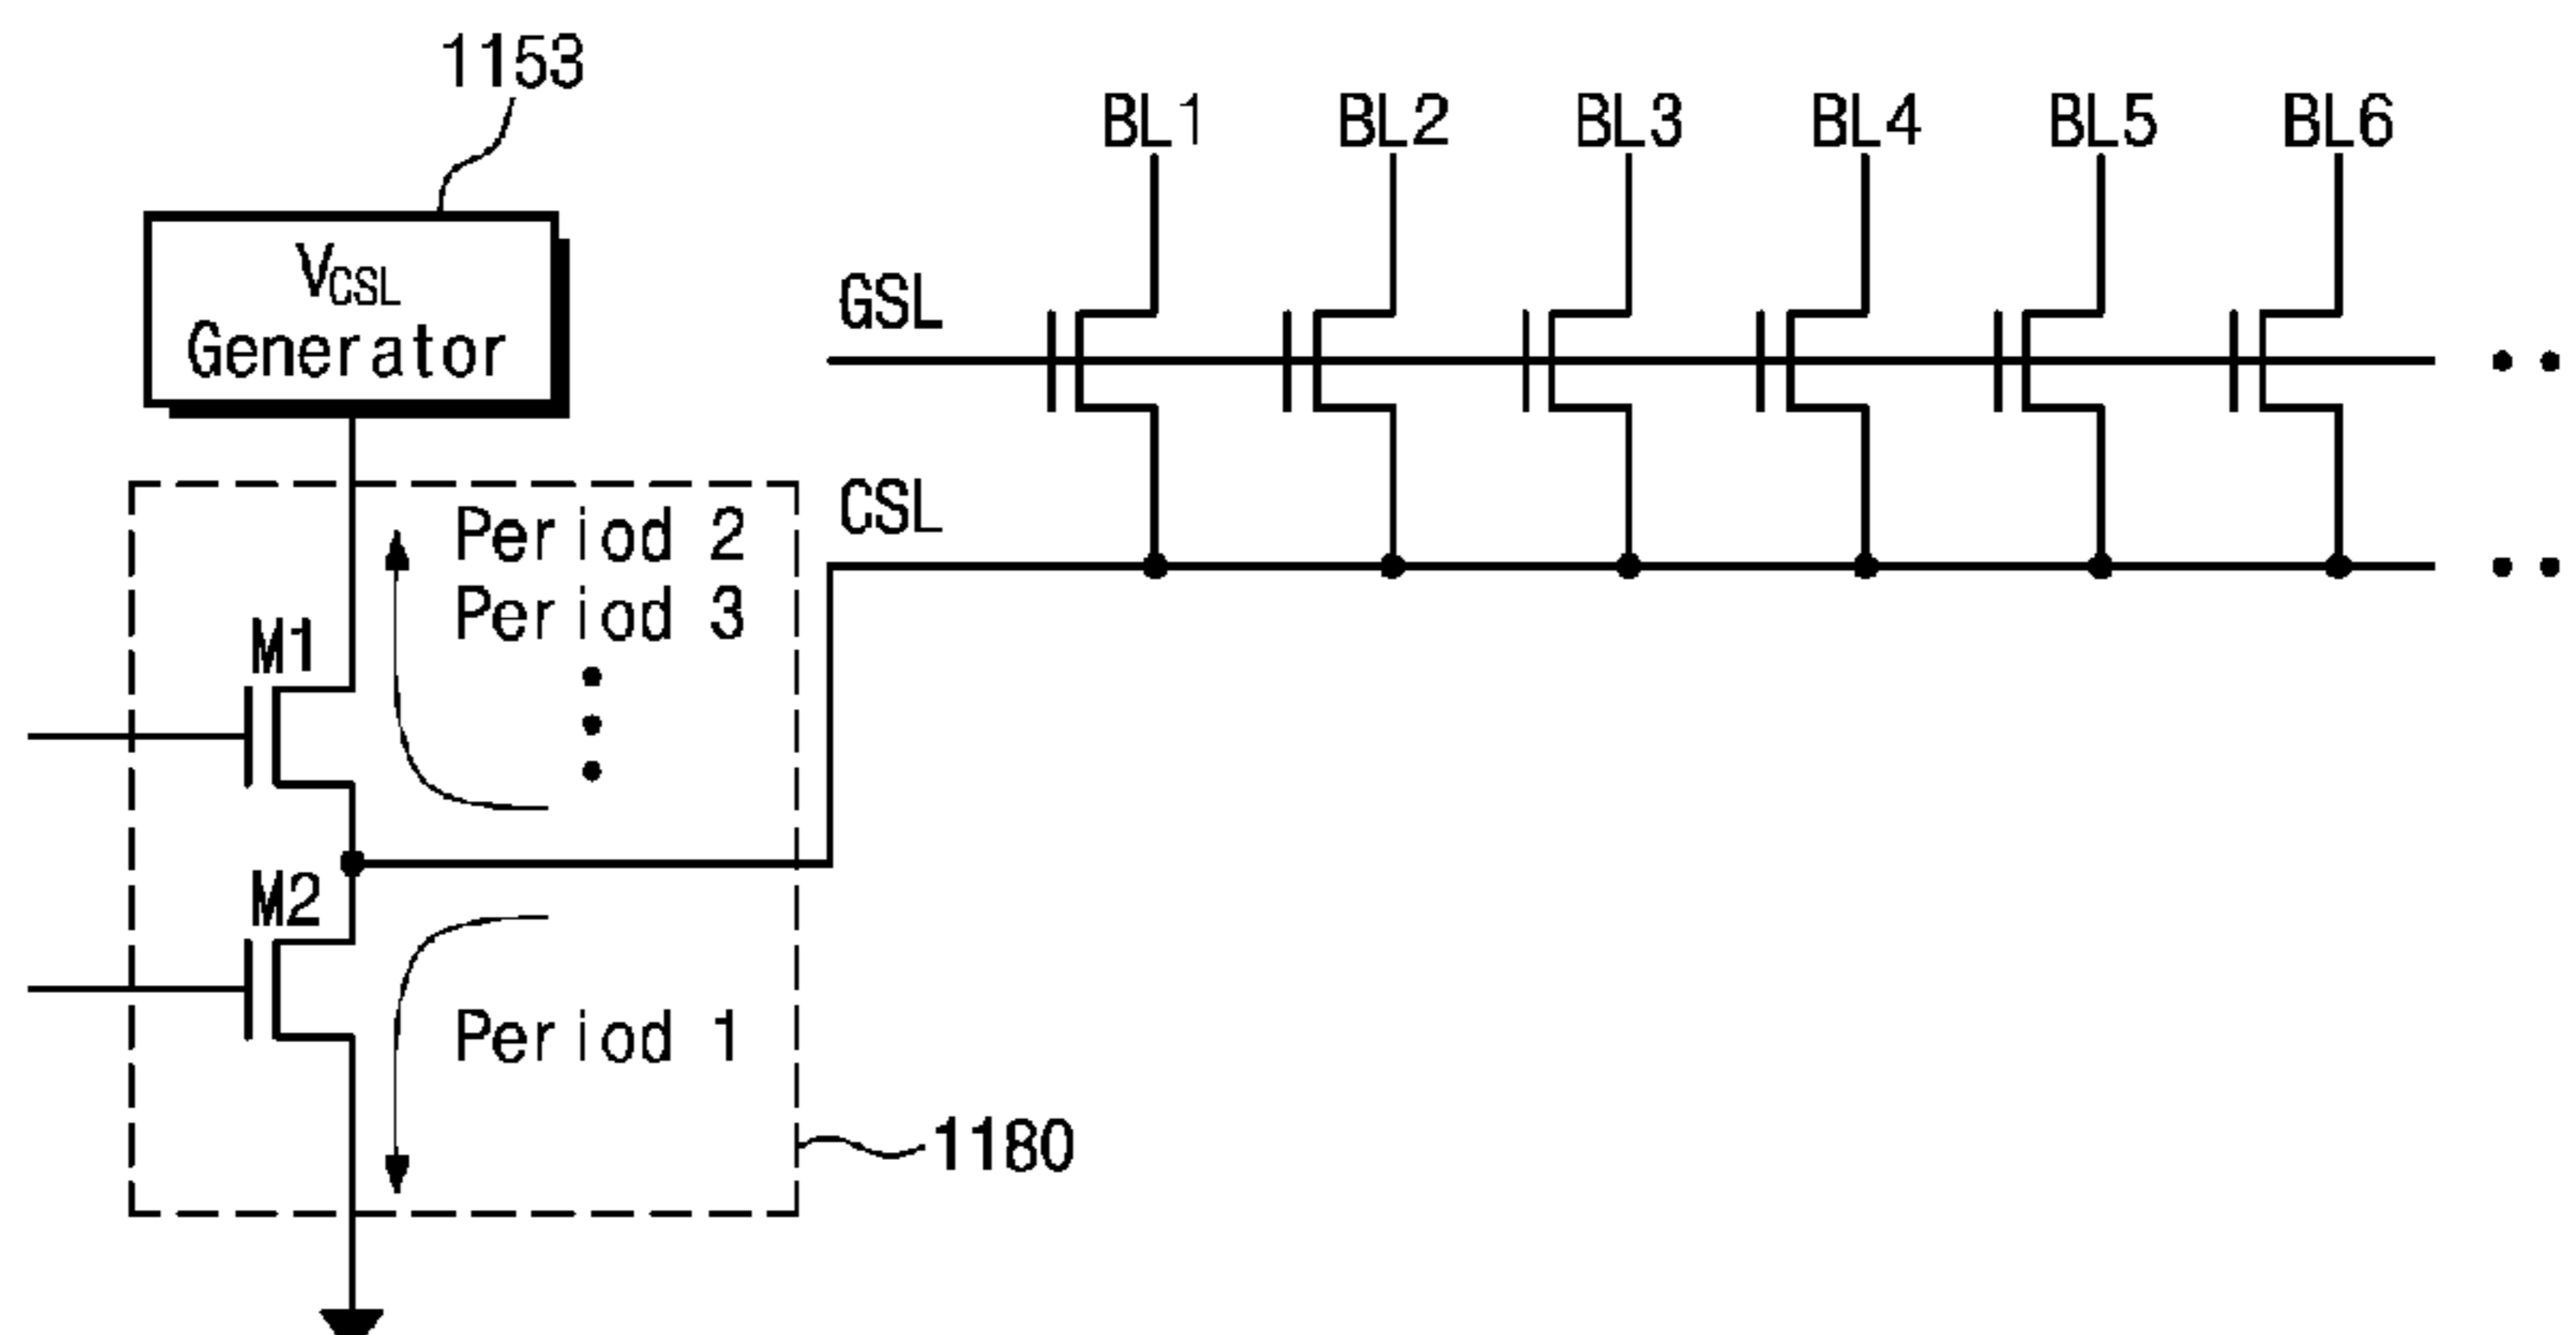 1153
BL1 BL2 BL3 BL4 BL5 BL6
VCSL
Generator
GSL
CSL
Period 2
Period 3
M1
M2
Period 1
1180